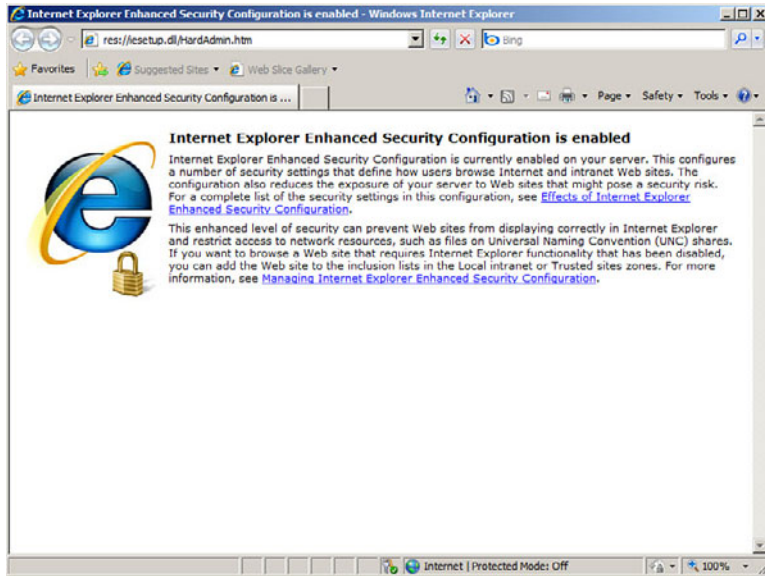 Internet Explorer Enhanced Security Configuration is enabled - Windows Internet Explorer
res://iesetup.dll/HardAdmin.htm
Bing
Favorites
Suggested Sites
Web Slice Gallery
Internet Explorer Enhanced Security Configuration is ...
Page
Safety
Tools
Internet Explorer Enhanced Security Configuration is enabled
Internet Explorer Enhanced Security Configuration is currently enabled on your server. This configures
a number of security settings that define how users browse Internet and intranet Web sites. The
configuration also reduces the exposure of your server to Web sites that might pose a security risk.
For a complete list of the security settings in this configuration, see Effects of Internet Explorer
Enhanced Security Configuration.
This enhanced level of security can prevent Web sites from displaying correctly in Internet Explorer
and restrict access to network resources, such as files on Universal Naming Convention (UNC) shares.
If you want to browse a Web site that requires Internet Explorer functionality that has been disabled,
you can add the Web site to the inclusion lists in the Local intranet or Trusted sites zones. For more
information, see Managing Internet Explorer Enhanced Security Configuration.
Internet | Protected Mode: Off
100%